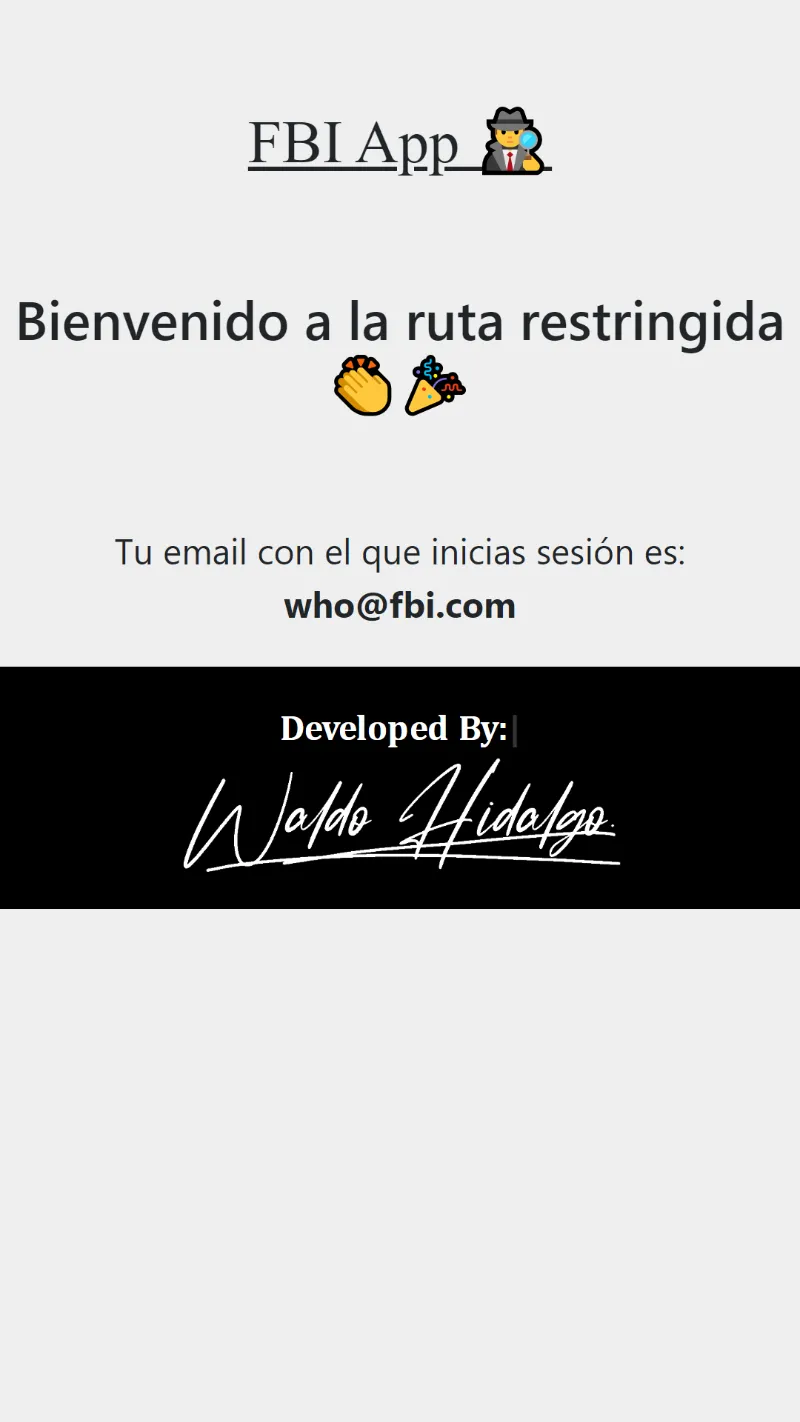 FBI App 🕵️
Bienvenido a la ruta restringida
👏 🎉
Tu email con el que inicias sesión es:
who@fbi.com
Developed By:|
Waldo Hidalgo.